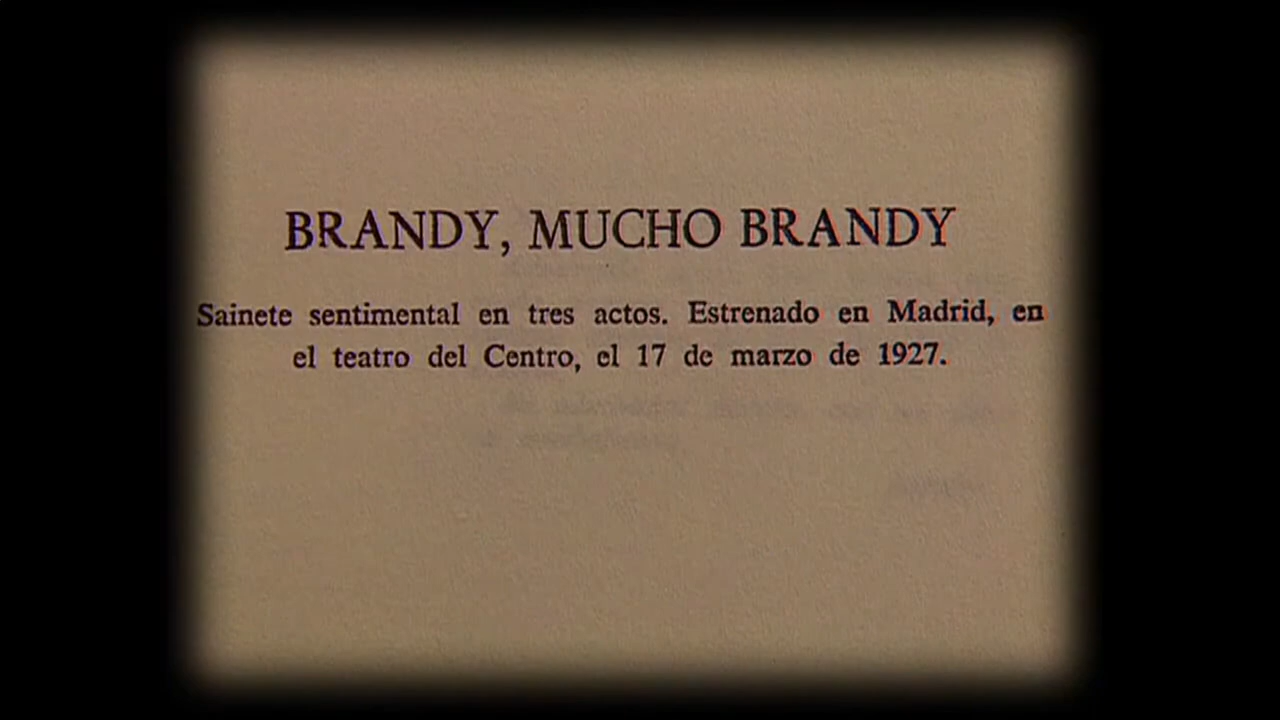 BRANDY, MUCHO BRANDY
Sainete sentimental en tres actos. Estrenado en Madrid, en
el teatro del Centro, el 17 de marzo de 1927.